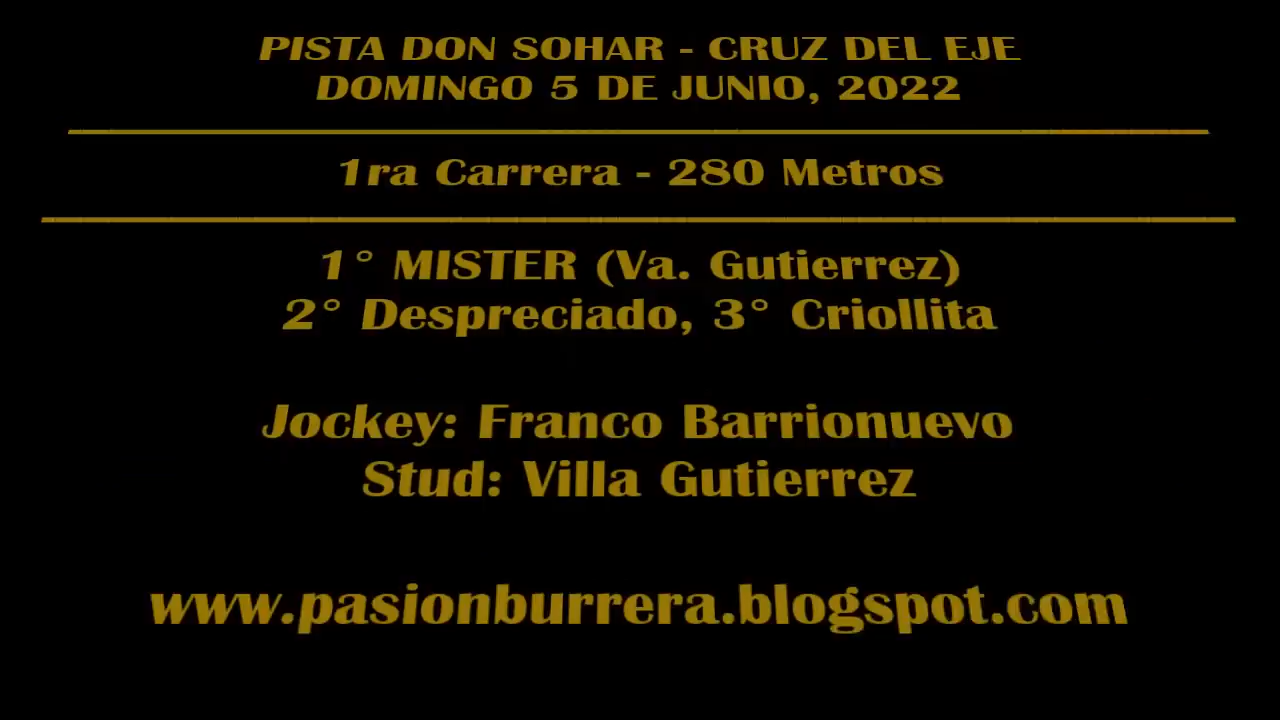 PISTA DON SOHAR - CRUZ DEL EJE
DOMINGO 5 DE JUNIO, 2022
1ra Carrera - 280 Metros
1° MISTER (Va. Gutierrez)
2° Despreciado, 3° Criollita
Jockey: Franco Barrionuevo
Stud: Villa Gutierrez
www.pasionburrera.blogspot.com